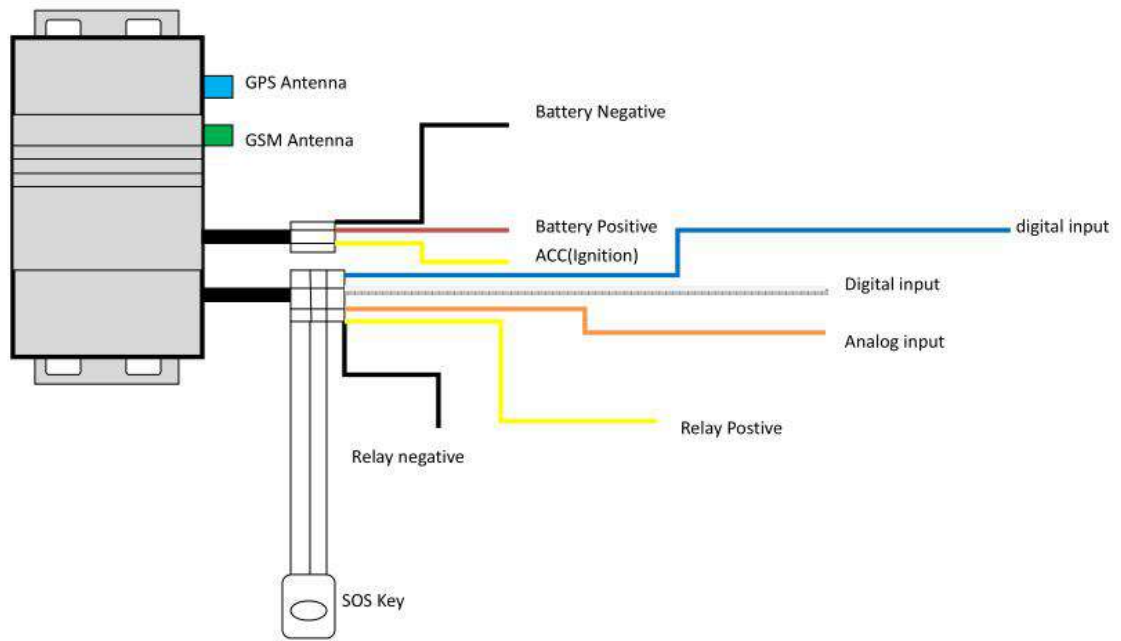 GPS Antenna
Battery Negative
GSM Antenna
Battery Positive
digital input
ACC(Ignition)
Digital input
Analog input
Relay Postive
Relay negative
SOS Key